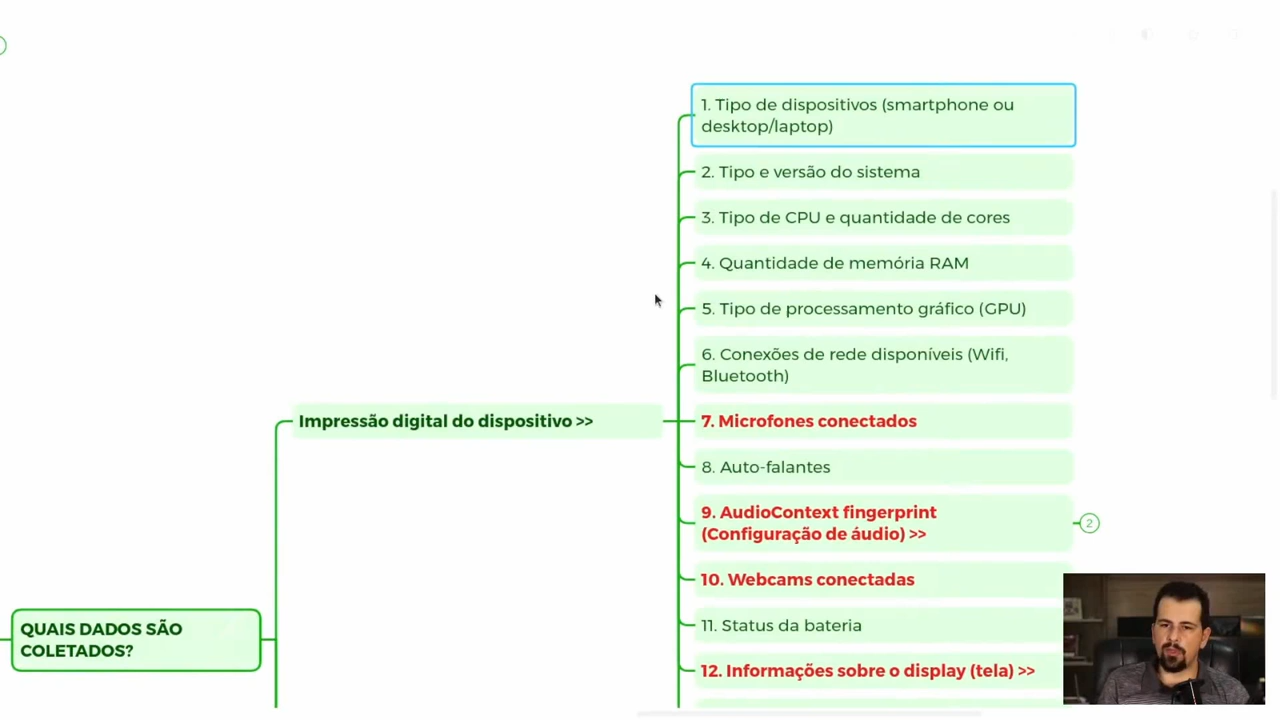 1. Tipo de dispositivos (smartphone ou
desktop/laptop)
2. Tipo e versão do sistema
3. Tipo de CPU e quantidade de cores
4. Quantidade de memória RAM
5. Tipo de processamento gráfico (GPU)
6. Conexões de rede disponíveis (Wifi,
Bluetooth)
Impressão digital do dispositivo >>
7. Microfones conectados
8. Auto-falantes
9. AudioContext fingerprint
(Configuração de áudio) >>
2
10. Webcams conectadas
11. Status da bateria
QUAIS DADOS SÃO
COLETADOS?
12. Informações sobre o display (tela) >>